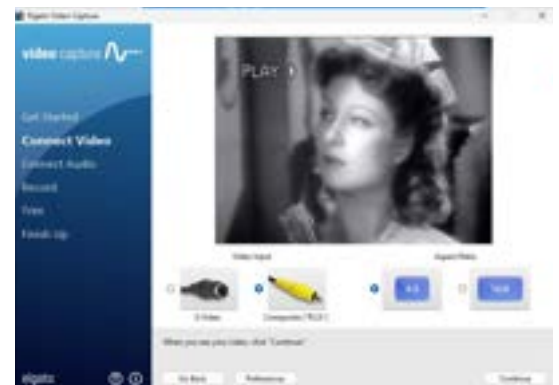 Elgato Video Capture
video capture
PLAY
Get Started
Connect Video
Connect Audio
Record
Trim
Finish Up
Video Input
Aspect Ratio
S-Video
Composite (RCA)
4:3
16:9
When you see your video, click "Continue"
Go Back
Preferences
Continue
elgato